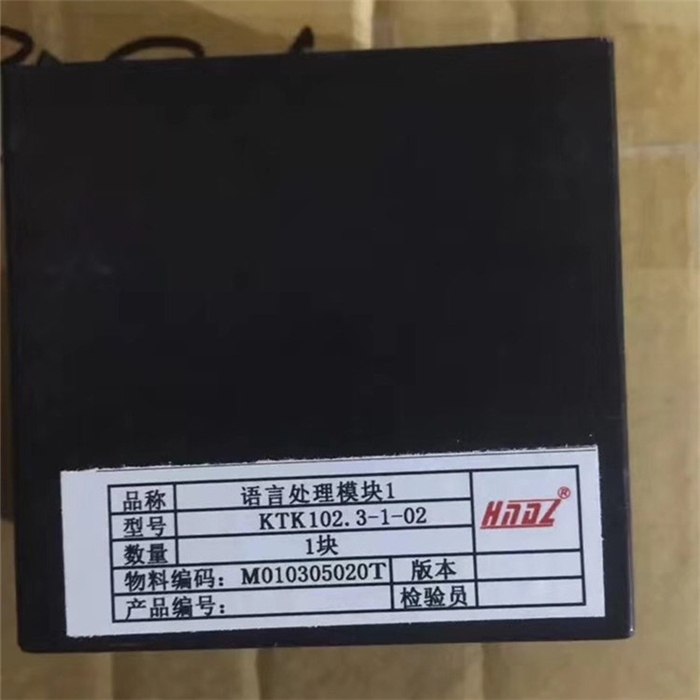 品称 语言处理模块1
型号 KTK102.3-1-02
HNDZ®
数量 1块
物料编码：M010305020T 版本
产品编号： 检验员